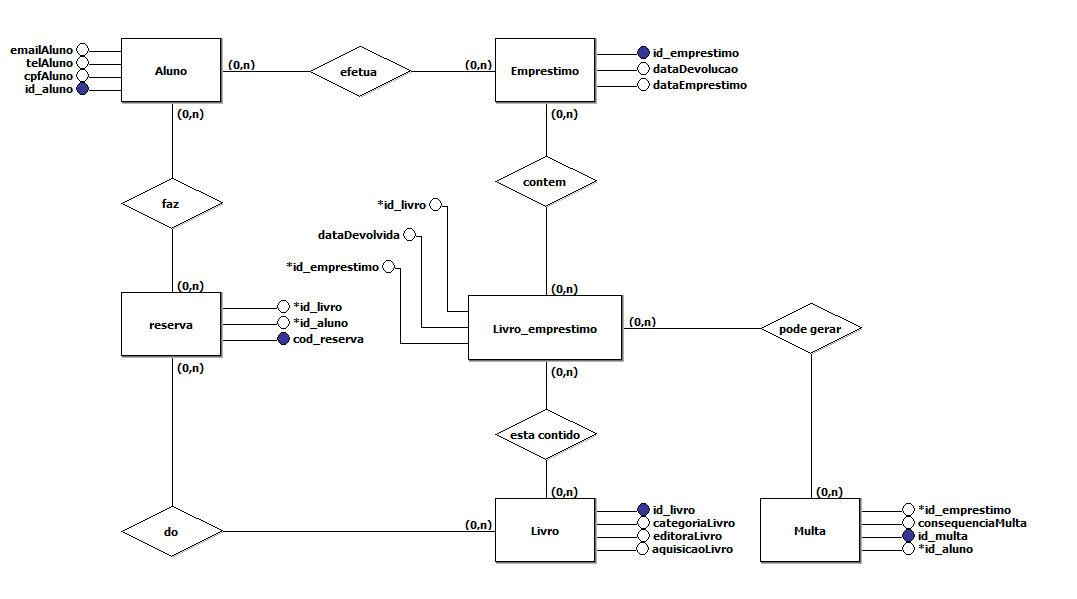 emailAluno
telAluno
cpfAluno
id_aluno
Aluno
(0,n)
efetua
(0,n)
Emprestimo
id_emprestimo
dataDevolucao
dataEmprestimo
(0,n)
(0,n)
faz
contem
*id_livro
dataDevolvida
*id_emprestimo
(0,n)
(0,n)
reserva
*id_livro
*id_aluno
cod_reserva
Livro_emprestimo
(0,n)
pode gerar
(0,n)
(0,n)
esta contido
(0,n)
(0,n)
do
(0,n)
Livro
id_livro
categoriaLivro
editoraLivro
aquisicaoLivro
Multa
*id_emprestimo
consequenciaMulta
id_multa
*id_aluno